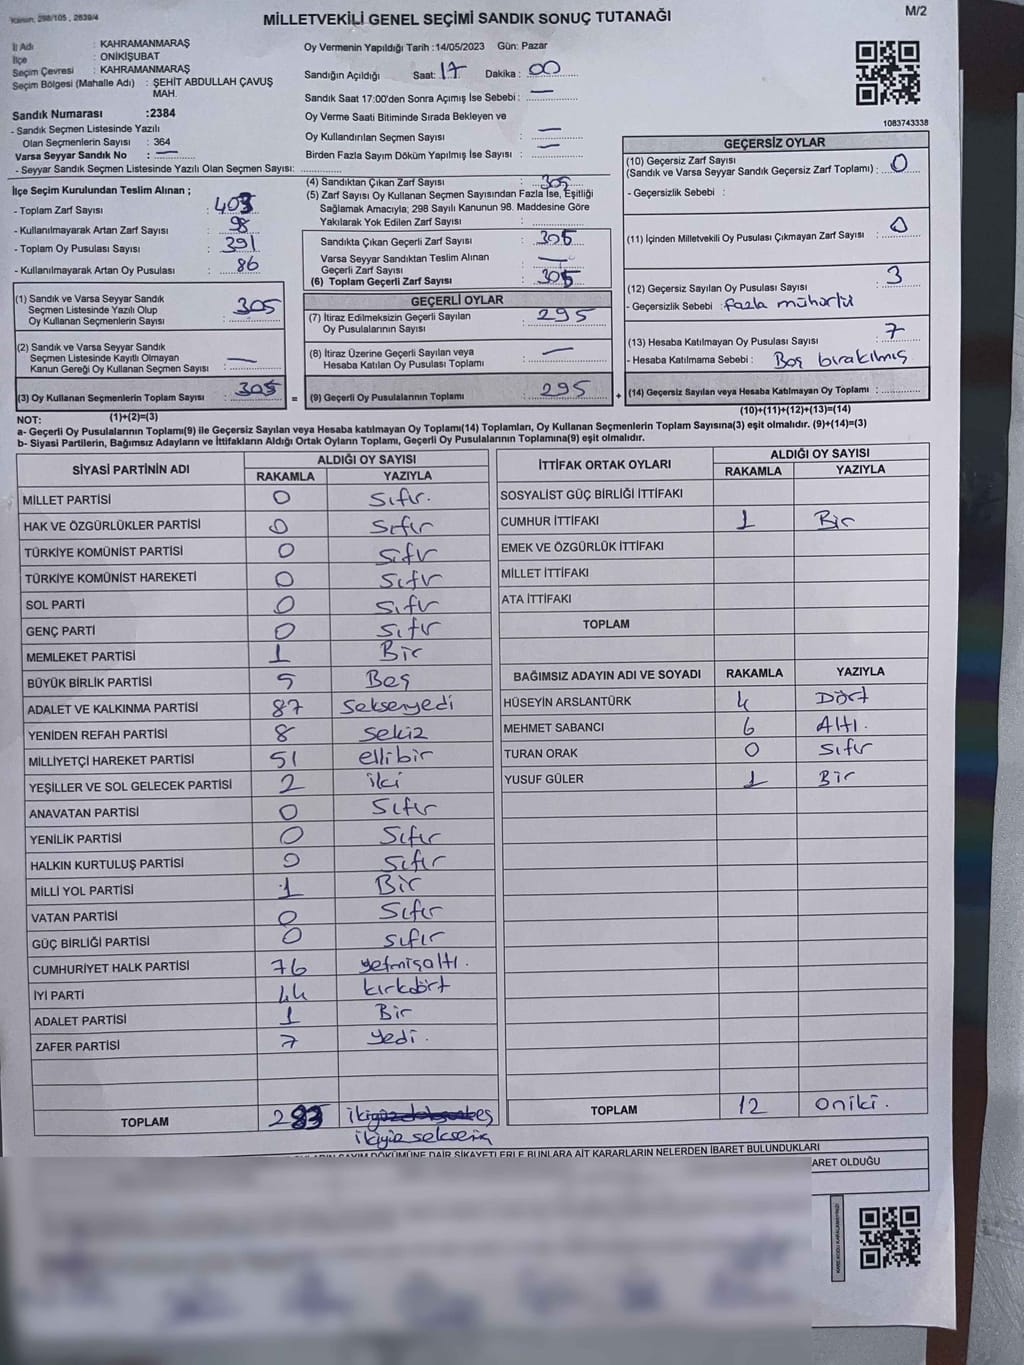 Kanun, 298/105 , 2839/4
MİLLETVEKİLİ GENEL SEÇİMİ SANDIK SONUÇ TUTANAĞI
M/2
İl Adı : KAHRAMANMARAŞ
İlçe : ONİKİŞUBAT
Seçim Çevresi : KAHRAMANMARAŞ
Seçim Bölgesi (Mahalle Adı) : ŞEHİT ABDULLAH ÇAVUŞ
MAH.
Sandık Numarası :2384
- Sandık Seçmen Listesinde Yazılı
Olan Seçmenlerin Sayısı : 364
Varsa Seyyar Sandık No : —
- Seyyar Sandık Seçmen Listesinde Yazılı Olan Seçmen Sayısı:
Oy Vermenin Yapıldığı Tarih :14/05/2023 Gün: Pazar
Sandığın Açıldığı Saat: 17 Dakika : 00
Sandık Saat 17:00'den Sonra Açımış İse Sebebi : —
Oy Verme Saati Bitiminde Sırada Bekleyen ve
Oy Kullandırılan Seçmen Sayısı : —
Birden Fazla Sayım Döküm Yapılmış İse Sayısı : —
1083743338
İlçe Seçim Kurulundan Teslim Alınan ;
- Toplam Zarf Sayısı : 403
- Kullanılmayarak Artan Zarf Sayısı : 98
- Toplam Oy Pusulası Sayısı : 391
- Kullanılmayarak Artan Oy Pusulası : 86
(4) Sandıktan Çıkan Zarf Sayısı : 305
(5) Zarf Sayısı Oy Kullanan Seçmen Sayısından Fazla İse, Eşitliği
Sağlamak Amacıyla, 298 Sayılı Kanunun 98. Maddesine Göre
Yakılarak Yok Edilen Zarf Sayısı :
Sandıkta Çıkan Geçerli Zarf Sayısı : 305
Varsa Seyyar Sandıktan Teslim Alınan
Geçerli Zarf Sayısı : —
(6) Toplam Geçerli Zarf Sayısı : 305
GEÇERSİZ OYLAR
(10) Geçersiz Zarf Sayısı
(Sandık ve Varsa Seyyar Sandık Geçersiz Zarf Toplamı) : 0
- Geçersizlik Sebebi :
(11) İçinden Milletvekili Oy Pusulası Çıkmayan Zarf Sayısı : 0
(12) Geçersiz Sayılan Oy Pusulası Sayısı : 3
- Geçersizlik Sebebi : fazla mühürlü
(13) Hesaba Katılmayan Oy Pusulası Sayısı : 7
- Hesaba Katılmama Sebebi : Boş bırakılmış
(14) Geçersiz Sayılan veya Hesaba Katılmayan Oy Toplamı :
(1) Sandık ve Varsa Seyyar Sandık
Seçmen Listesinde Yazılı Olup
Oy Kullanan Seçmenlerin Sayısı : 305
(2) Sandık ve Varsa Seyyar Sandık
Seçmen Listesinde Kayıtlı Olmayan
Kanun Gereği Oy Kullanan Seçmen Sayısı : —
(3) Oy Kullanan Seçmenlerin Toplam Sayısı : 305
GEÇERLİ OYLAR
(7) İtiraz Edilmeksizin Geçerli Sayılan
Oy Pusulalarının Sayısı : 295
(8) İtiraz Üzerine Geçerli Sayılan veya
Hesaba Katılan Oy Pusulası Toplamı : —
= (9) Geçerli Oy Pusulalarının Toplamı : 295 +
NOT: (1)+(2)=(3)
(10)+(11)+(12)+(13)=(14)
a- Geçerli Oy Pusulalarının Toplamı(9) ile Geçersiz Sayılan veya Hesaba katılmayan Oy Toplamı(14) Toplamları, Oy Kullanan Seçmenlerin Toplam Sayısına(3) eşit olmalıdır. (9)+(14)=(3)
b- Siyasi Partilerin, Bağımsız Adayların ve İttifakların Aldığı Ortak Oyların Toplamı, Geçerli Oy Pusulalarının Toplamına(9) eşit olmalıdır.
SİYASİ PARTİNİN ADI ALDIĞI OY SAYISI
RAKAMLA YAZIYLA
MİLLET PARTİSİ 0 Sıfır.
HAK VE ÖZGÜRLÜKLER PARTİSİ 0 Sıfır
TÜRKİYE KOMÜNİST PARTİSİ 0 Sıfır
TÜRKİYE KOMÜNİST HAREKETİ 0 Sıfır
SOL PARTİ 0 Sıfır
GENÇ PARTİ 0 Sıfır
MEMLEKET PARTİSİ 1 Bir
BÜYÜK BİRLİK PARTİSİ 5 Beş
ADALET VE KALKINMA PARTİSİ 87 Seksenyedi
YENİDEN REFAH PARTİSİ 8 Sekiz
MİLLİYETÇİ HAREKET PARTİSİ 51 ellibir
YEŞİLLER VE SOL GELECEK PARTİSİ 2 iki
ANAVATAN PARTİSİ 0 Sıfır
YENİLİK PARTİSİ 0 Sıfır
HALKIN KURTULUŞ PARTİSİ 0 Sıfır
MİLLİ YOL PARTİSİ 1 Bir
VATAN PARTİSİ 0 Sıfır
GÜÇ BİRLİĞİ PARTİSİ 0 Sıfır
CUMHURİYET HALK PARTİSİ 76 yetmişaltı.
İYİ PARTİ 44 kırkdört
ADALET PARTİSİ 1 Bir
ZAFER PARTİSİ 7 yedi.
TOPLAM 283
ikiyüzseksenüç
İTTİFAK ORTAK OYLARI ALDIĞI OY SAYISI
RAKAMLA YAZIYLA
SOSYALİST GÜÇ BİRLİĞİ İTTİFAKI
CUMHUR İTTİFAKI 1 Bir
EMEK VE ÖZGÜRLÜK İTTİFAKI
MİLLET İTTİFAKI
ATA İTTİFAKI
TOPLAM
BAĞIMSIZ ADAYIN ADI VE SOYADI RAKAMLA YAZIYLA
HÜSEYİN ARSLANTÜRK 4 Dört
MEHMET SABANCI 6 Altı.
TURAN ORAK 0 Sıfır
YUSUF GÜLER 1 Bir
TOPLAM 12 oniki.
SAYIM DÖKÜMÜNE DAİR ŞİKAYETLERLE BUNLARA AİT KARARLARIN NELERDEN İBARET BULUNDUKLARI
ARET OLDUĞU